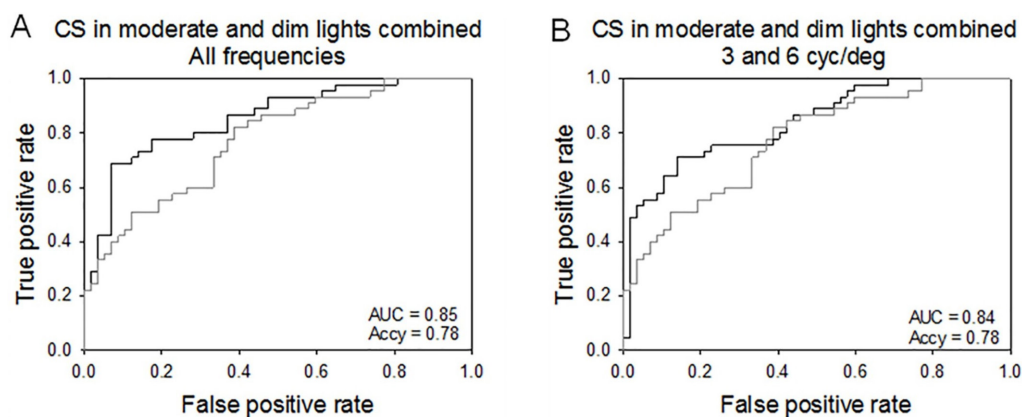 A CS in moderate and dim lights combined
All frequencies
1.0
0.8
0.6
0.4
0.2
0.0
True positive rate
AUC = 0.85
Accy = 0.78
0.0 0.2 0.4 0.6 0.8 1.0
False positive rate
B CS in moderate and dim lights combined
3 and 6 cyc/deg
1.0
0.8
0.6
0.4
0.2
0.0
True positive rate
AUC = 0.84
Accy = 0.78
0.0 0.2 0.4 0.6 0.8 1.0
False positive rate